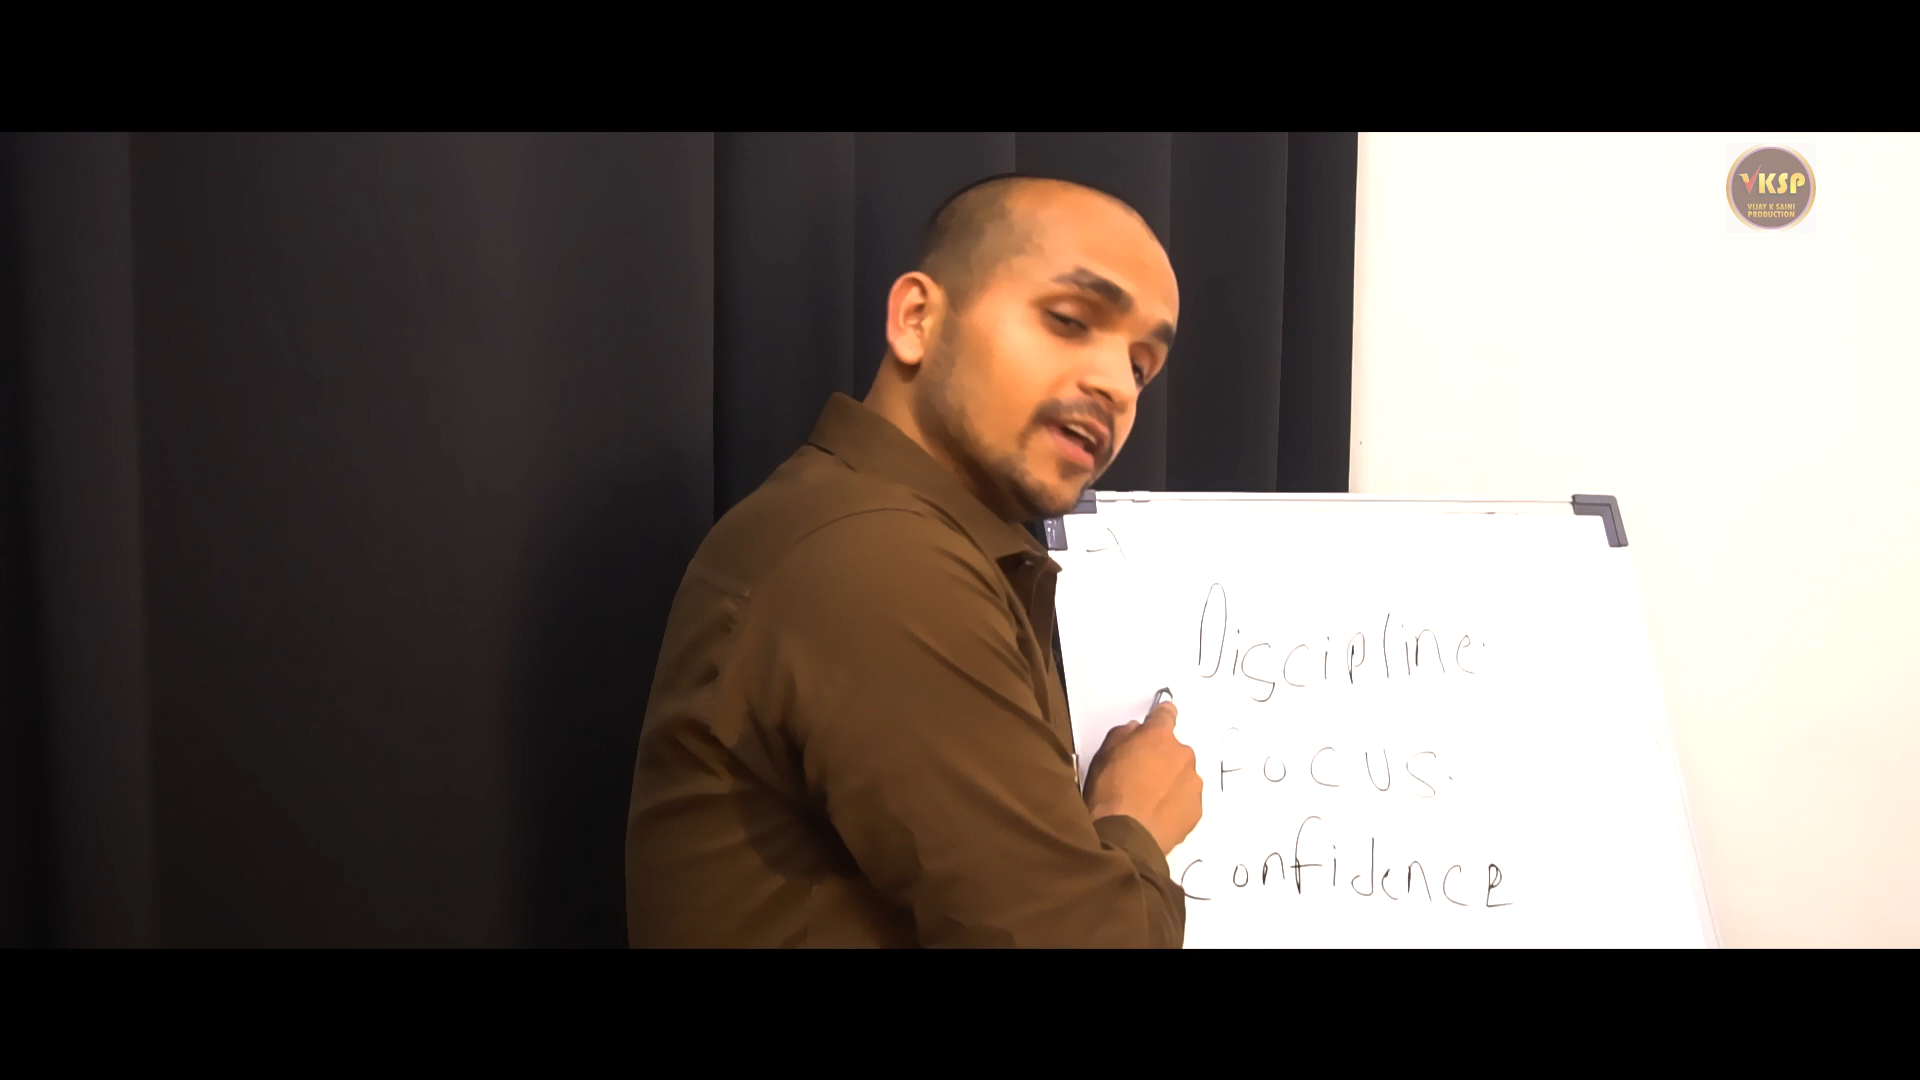 VKSP
VIJAY K SAINI
PRODUCTION
Discipline.
Focus.
confidence